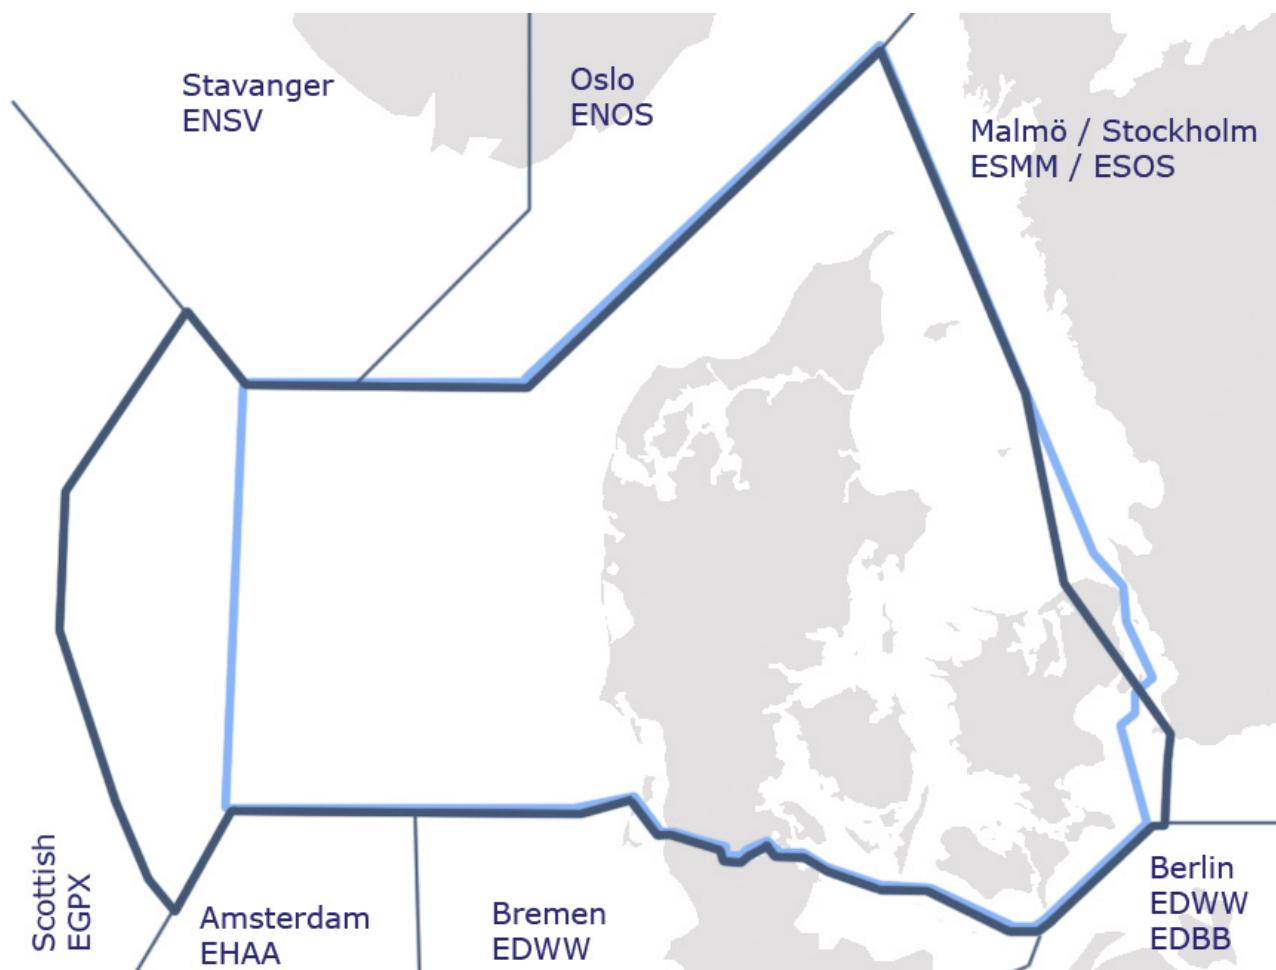 Stavanger
ENSV
Oslo
ENOS
Malmö / Stockholm
ESMM / ESOS
Scottish
EGPX
Amsterdam
EHAA
Bremen
EDWW
Berlin
EDWW
EDBB